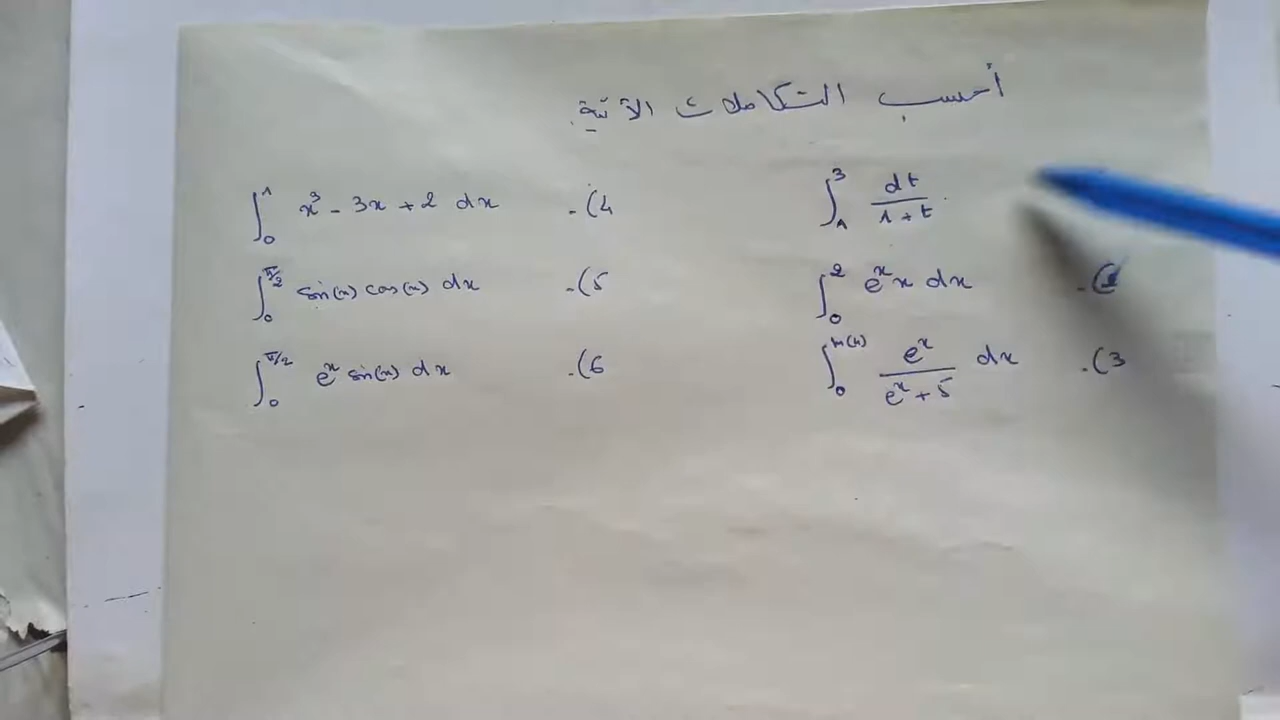 أحسب التكاملات الآتية.
∫₁³ dt/(1+t)
2).- ∫₀² eˣ x dx
3).- ∫₀^ln(4) eˣ/(eˣ+5) dx
4).- ∫₀¹ x³ - 3x + 2 dx
5).- ∫₀^π/2 sin(x) cos(x) dx
6).- ∫₀^π/2 eˣ sin(x) dx